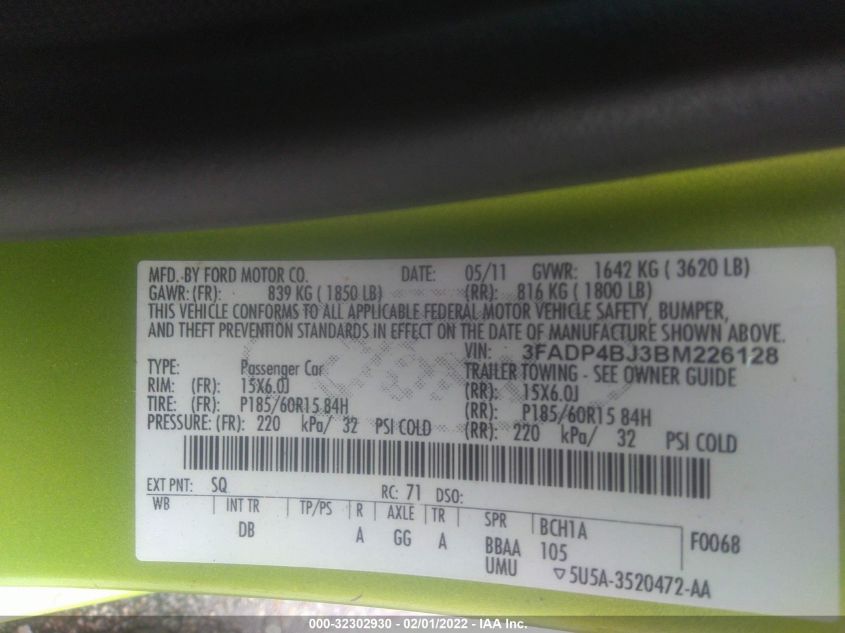 MFD. BY FORD MOTOR CO. DATE: 05/11 GVWR: 1642 KG ( 3620 LB)
GAWR: (FR): 839 KG ( 1850 LB) (RR): 816 KG ( 1800 LB)
THIS VEHICLE CONFORMS TO ALL APPLICABLE FEDERAL MOTOR VEHICLE SAFETY, BUMPER,
AND THEFT PREVENTION STANDARDS IN EFFECT ON THE DATE OF MANUFACTURE SHOWN ABOVE.
VIN: 3FADP4BJ3BM226128
TYPE: Passenger Car TRAILER TOWING - SEE OWNER GUIDE
RIM: (FR): 15X6.0J (RR): 15X6.0J
TIRE: (FR): P185/60R15 84H (RR): P185/60R15 84H
PRESSURE: (FR): 220 kPa/ 32 PSI COLD (RR): 220 kPa/ 32 PSI COLD
EXT PNT: SQ RC: 71 DSO:
WB INT TR TP/PS R AXLE TR SPR BCH1A F0068
DB A GG A BBAA 105
UMU ▽5U5A-3520472-AA
000-32302930 - 02/01/2022 - IAA Inc.